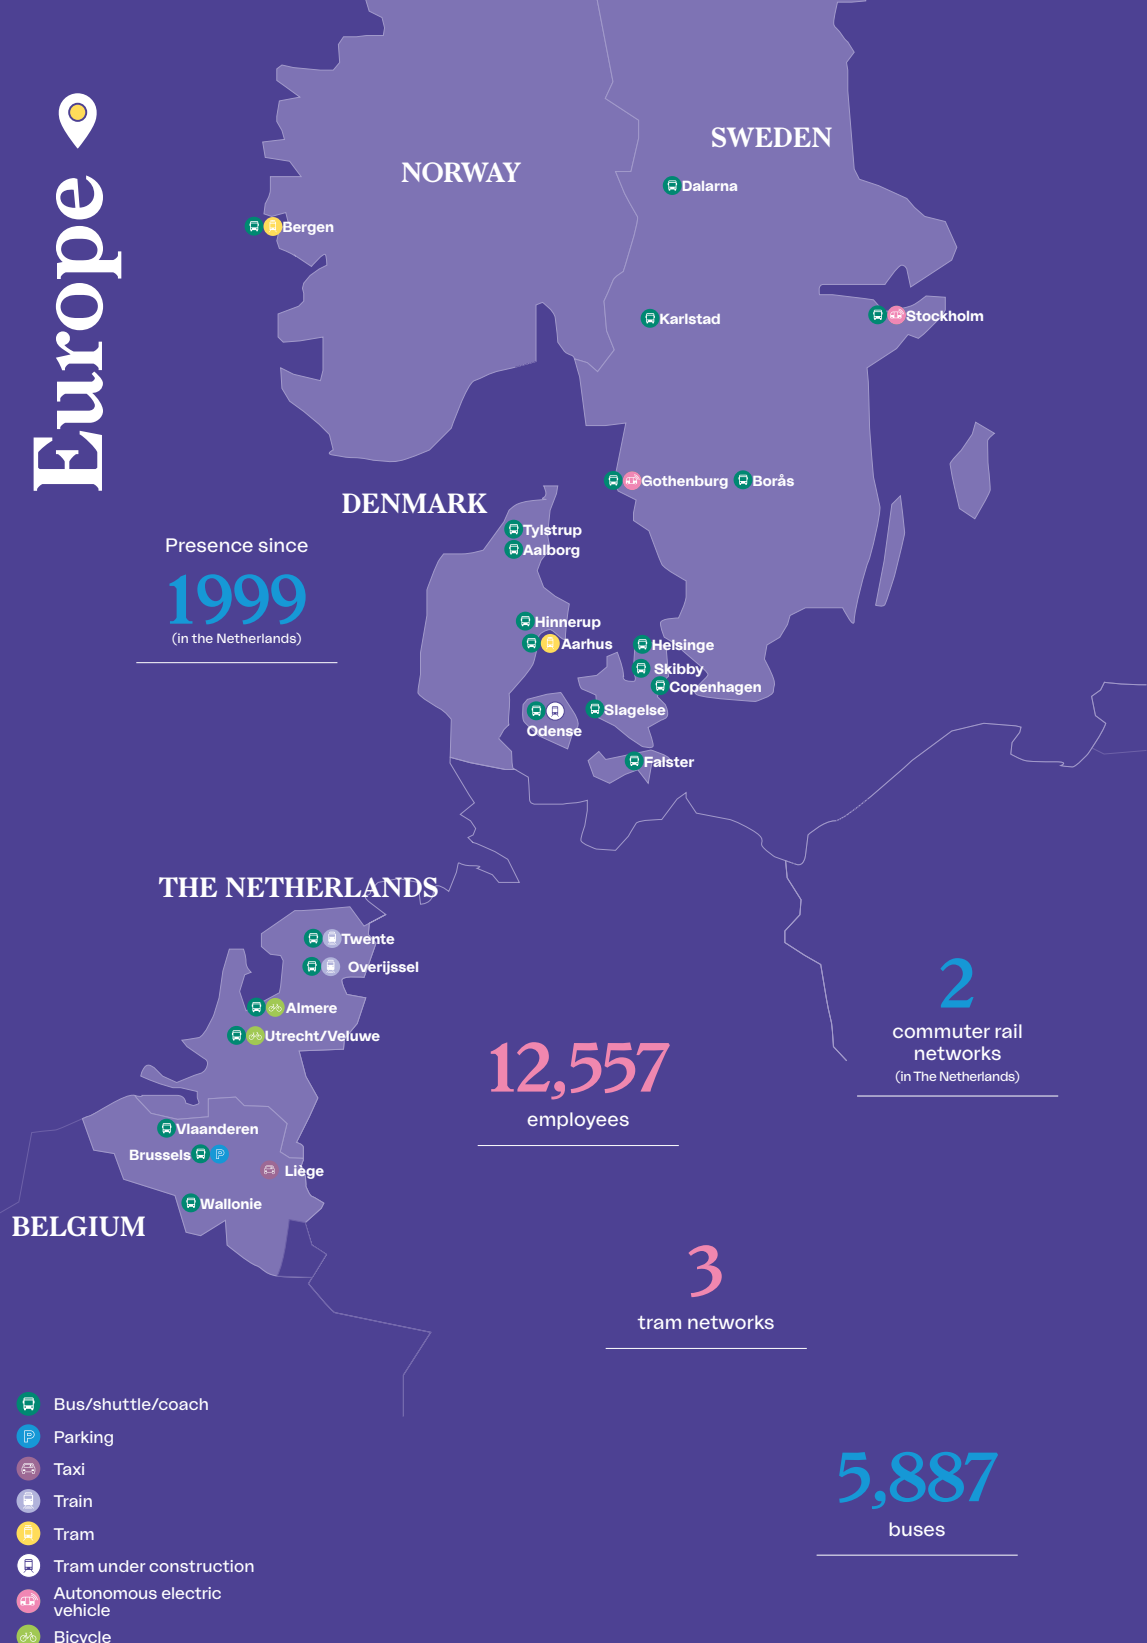 Europe
NORWAY
SWEDEN
Dalarna
Bergen
Karlstad
Stockholm
Gothenburg
Borås
DENMARK
Tylstrup
Aalborg
Presence since
1999
(in the Netherlands)
Hinnerup
Aarhus
Helsinge
Skibby
Copenhagen
Slagelse
Odense
Falster
THE NETHERLANDS
Twente
Overijssel
Almere
Utrecht/Veluwe
2
commuter rail
networks
(in The Netherlands)
12,557
employees
Vlaanderen
Brussels
P
Liège
Wallonie
BELGIUM
3
tram networks
Bus/shuttle/coach
P
Parking
Taxi
Train
Tram
Tram under construction
Autonomous electric
vehicle
Bicycle
5,887
buses